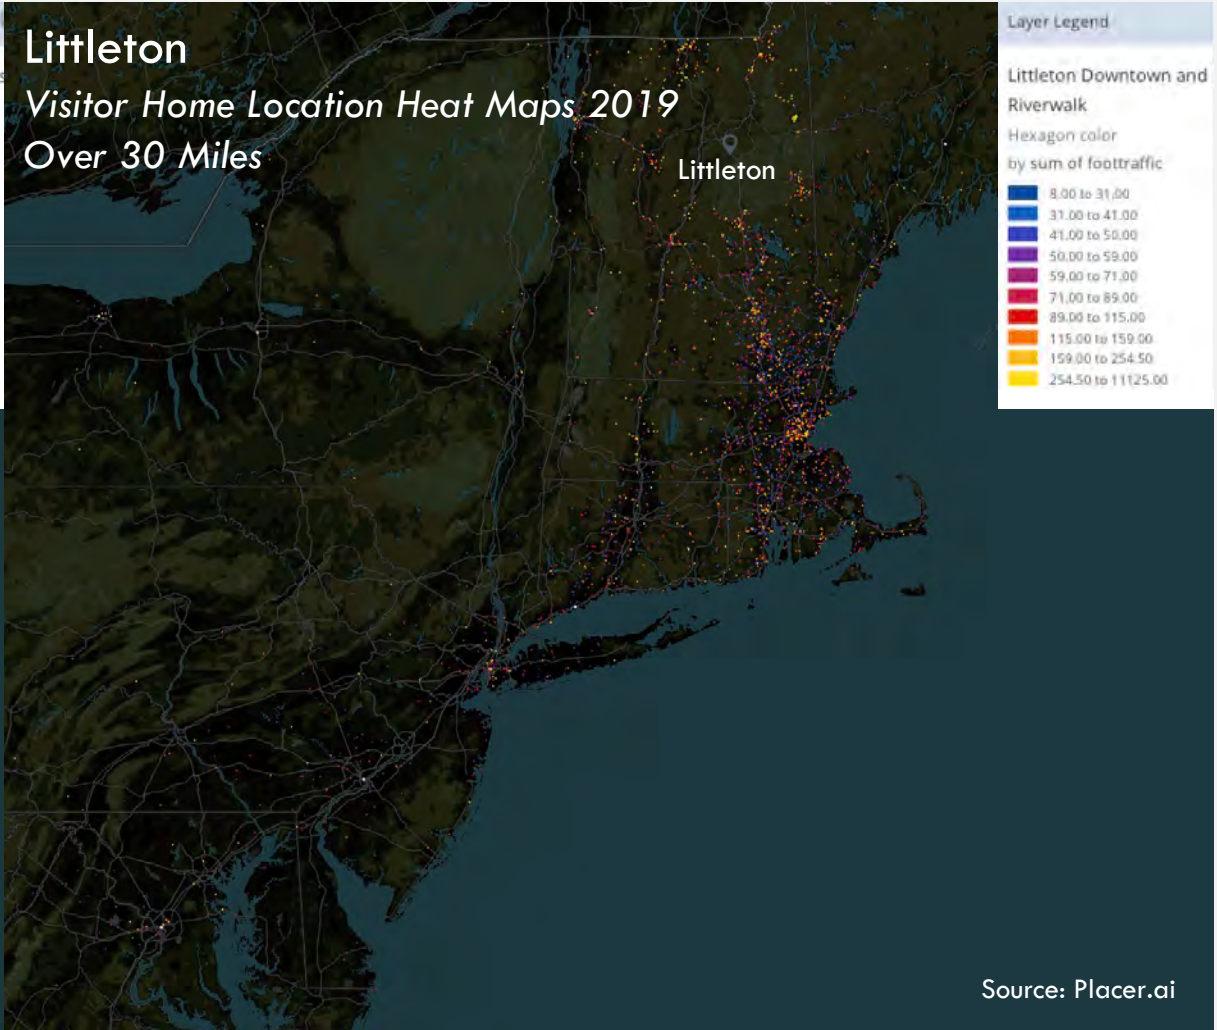 Littleton
Visitor Home Location Heat Maps 2019
Over 30 Miles
Littleton
Layer Legend
Littleton Downtown and
Riverwalk
Hexagon color
by sum of foottraffic
8.00 to 31.00
31.00 to 41.00
41.00 to 50.00
50.00 to 59.00
59.00 to 71.00
71.00 to 89.00
89.00 to 115.00
115.00 to 159.00
159.00 to 254.50
254.50 to 11125.00
Source: Placer.ai